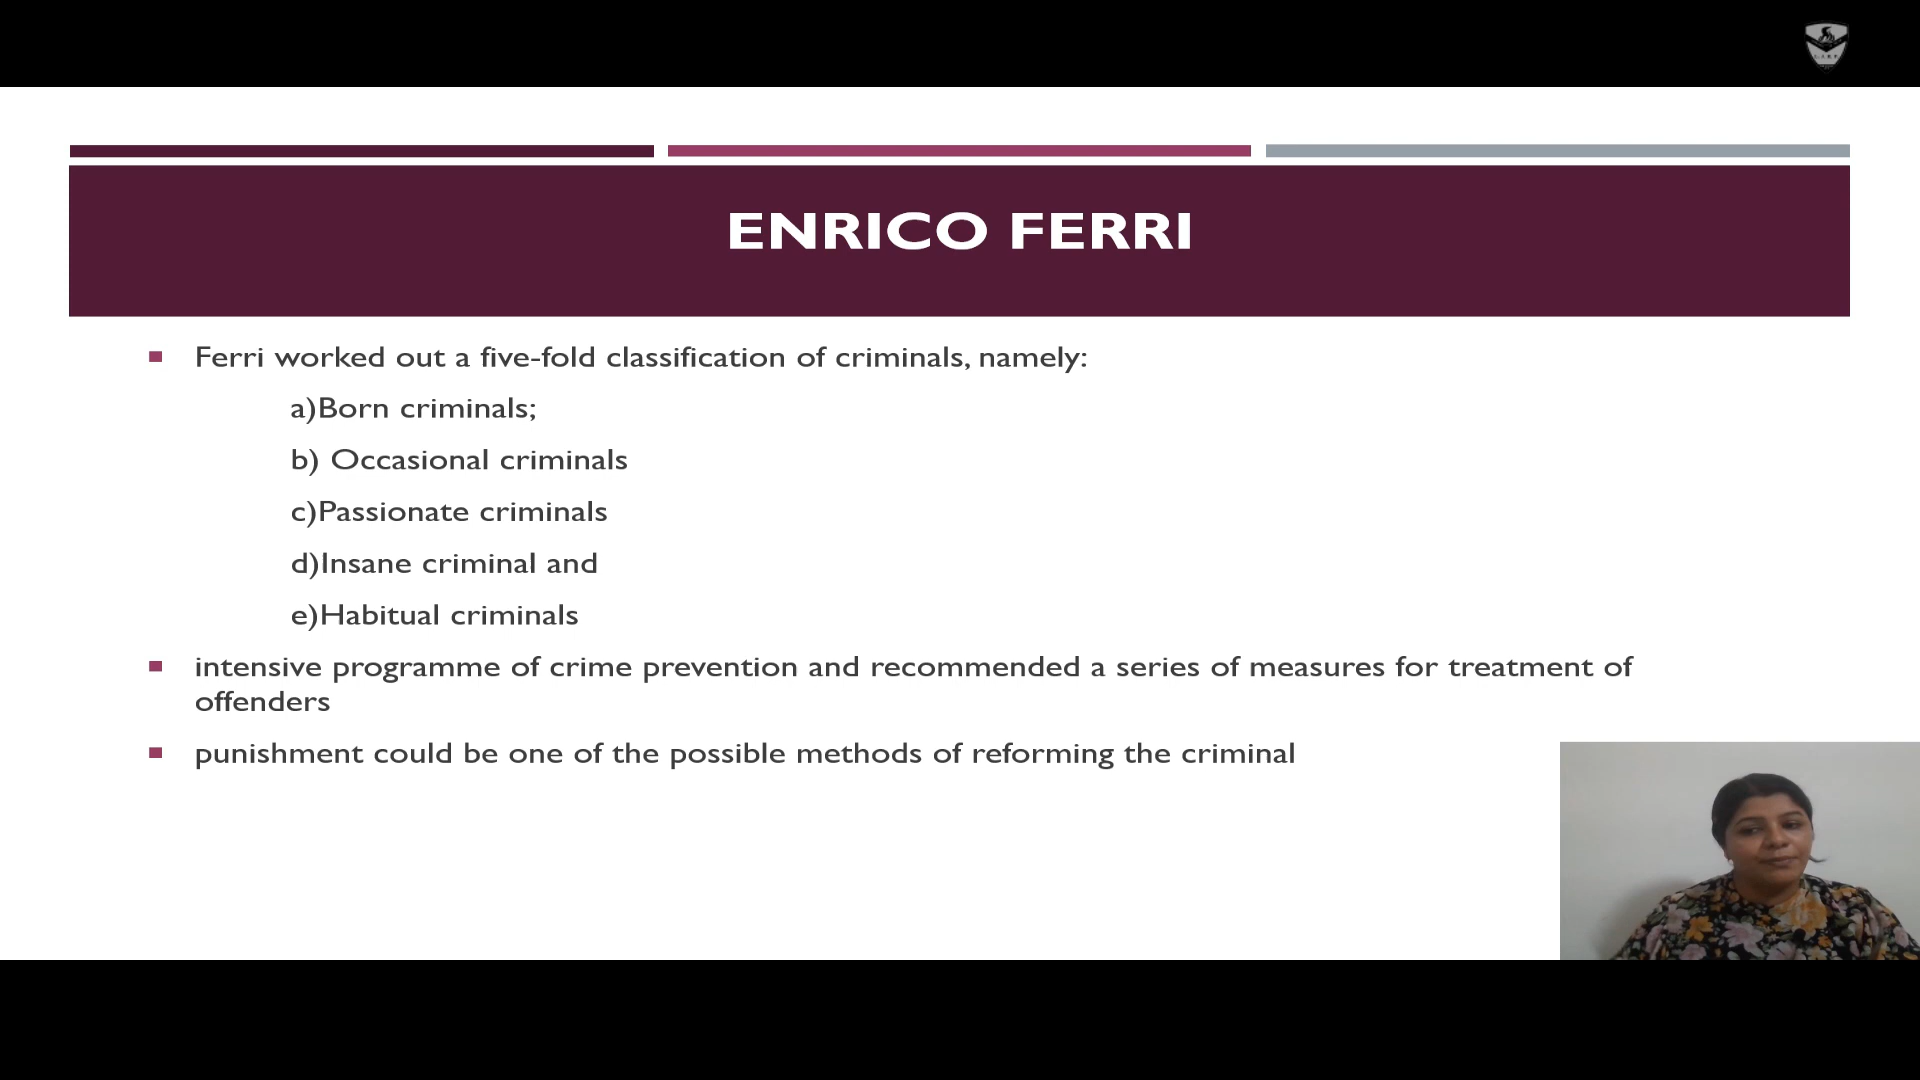 ENRICO FERRI
Ferri worked out a five-fold classification of criminals, namely:
a)Born criminals;
b) Occasional criminals
c)Passionate criminals
d)Insane criminal and
e)Habitual criminals
intensive programme of crime prevention and recommended a series of measures for treatment of
offenders
punishment could be one of the possible methods of reforming the criminal